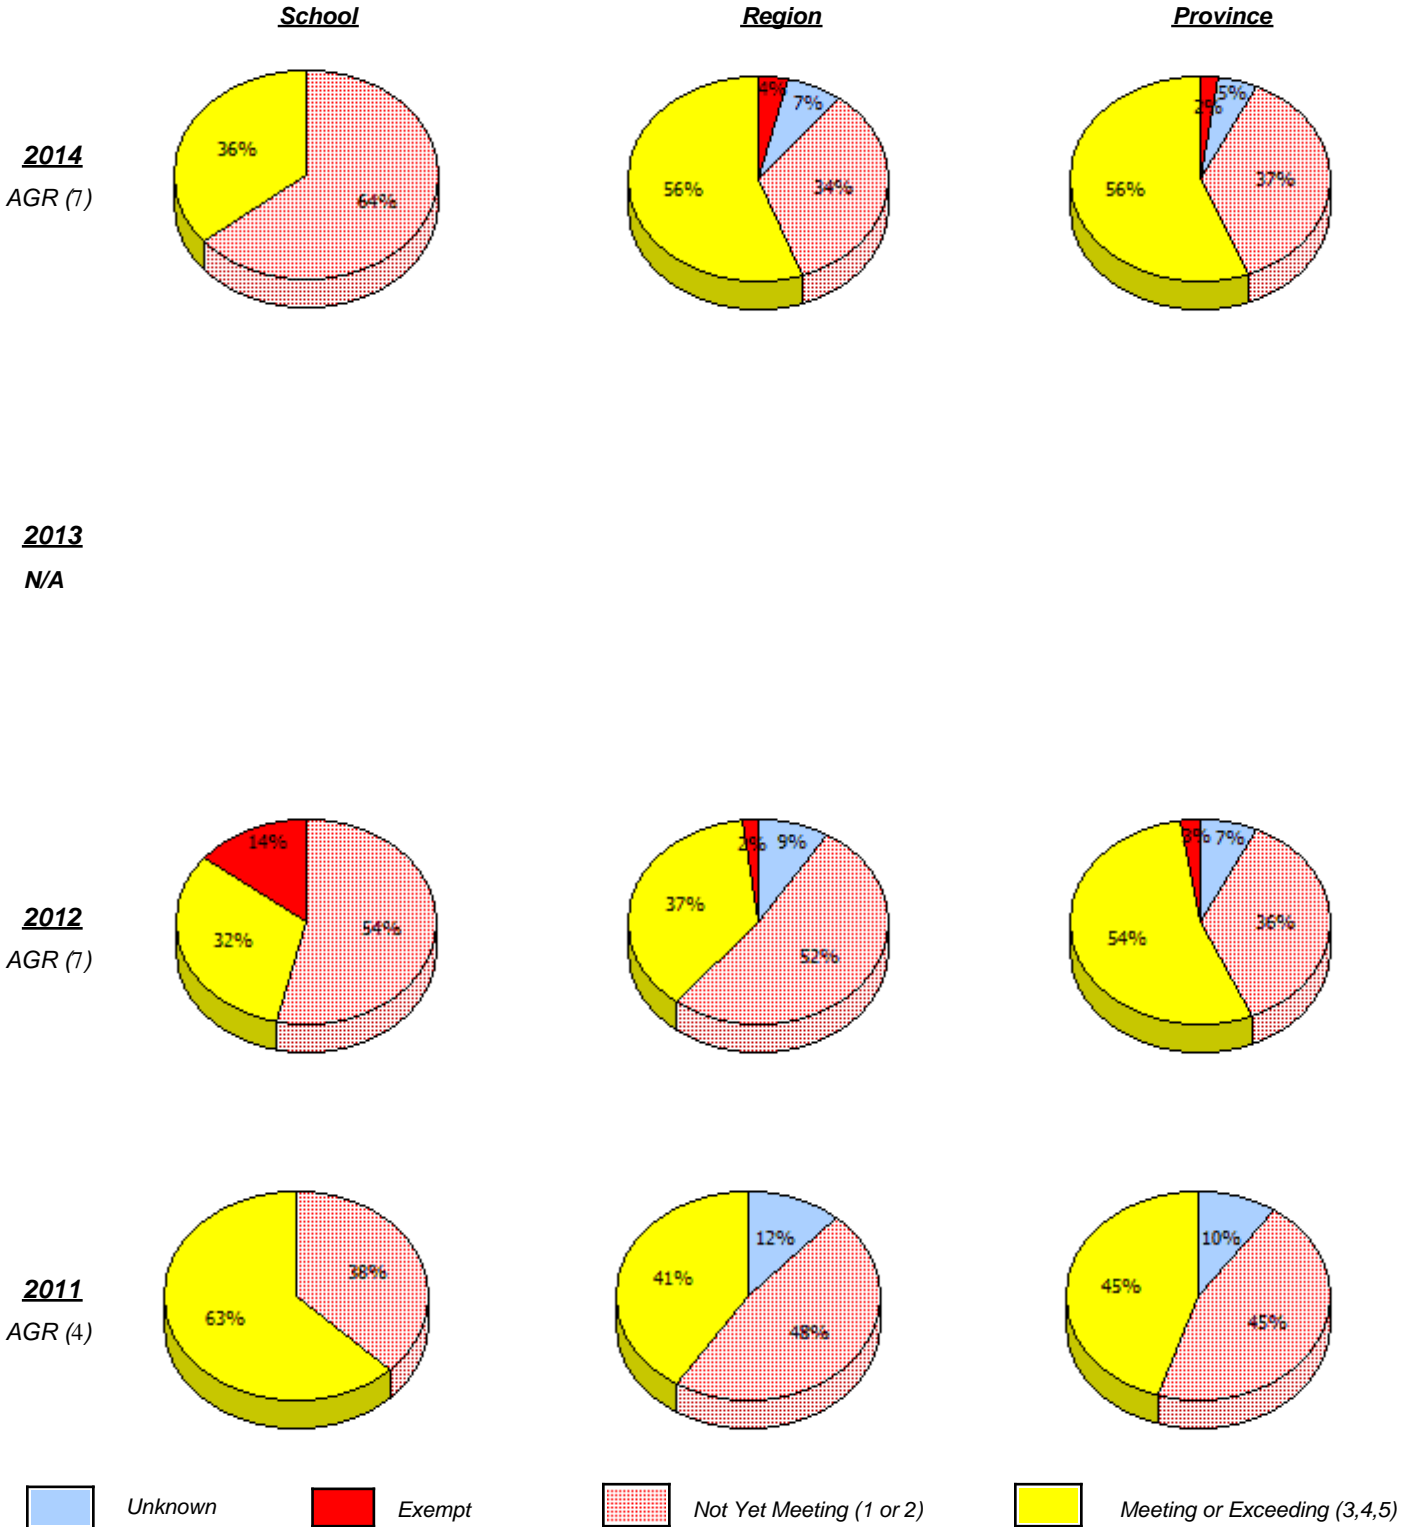 School Region Province
2014
AGR (7)
36% 64%
4% 7% 34% 56%
2% 5% 37% 56%
2013
N/A
2012
AGR (7)
14% 54% 32%
2% 9% 37% 52%
3% 7% 36% 54%
2011
AGR (4)
38% 63%
12% 41% 48%
10% 45% 45%
Unknown Exempt Not Yet Meeting (1 or 2) Meeting or Exceeding (3,4,5)